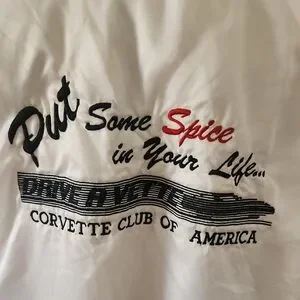 Put Some Spice
in Your Life...
DRIVE A VETTE
CORVETTE CLUB OF AMERICA